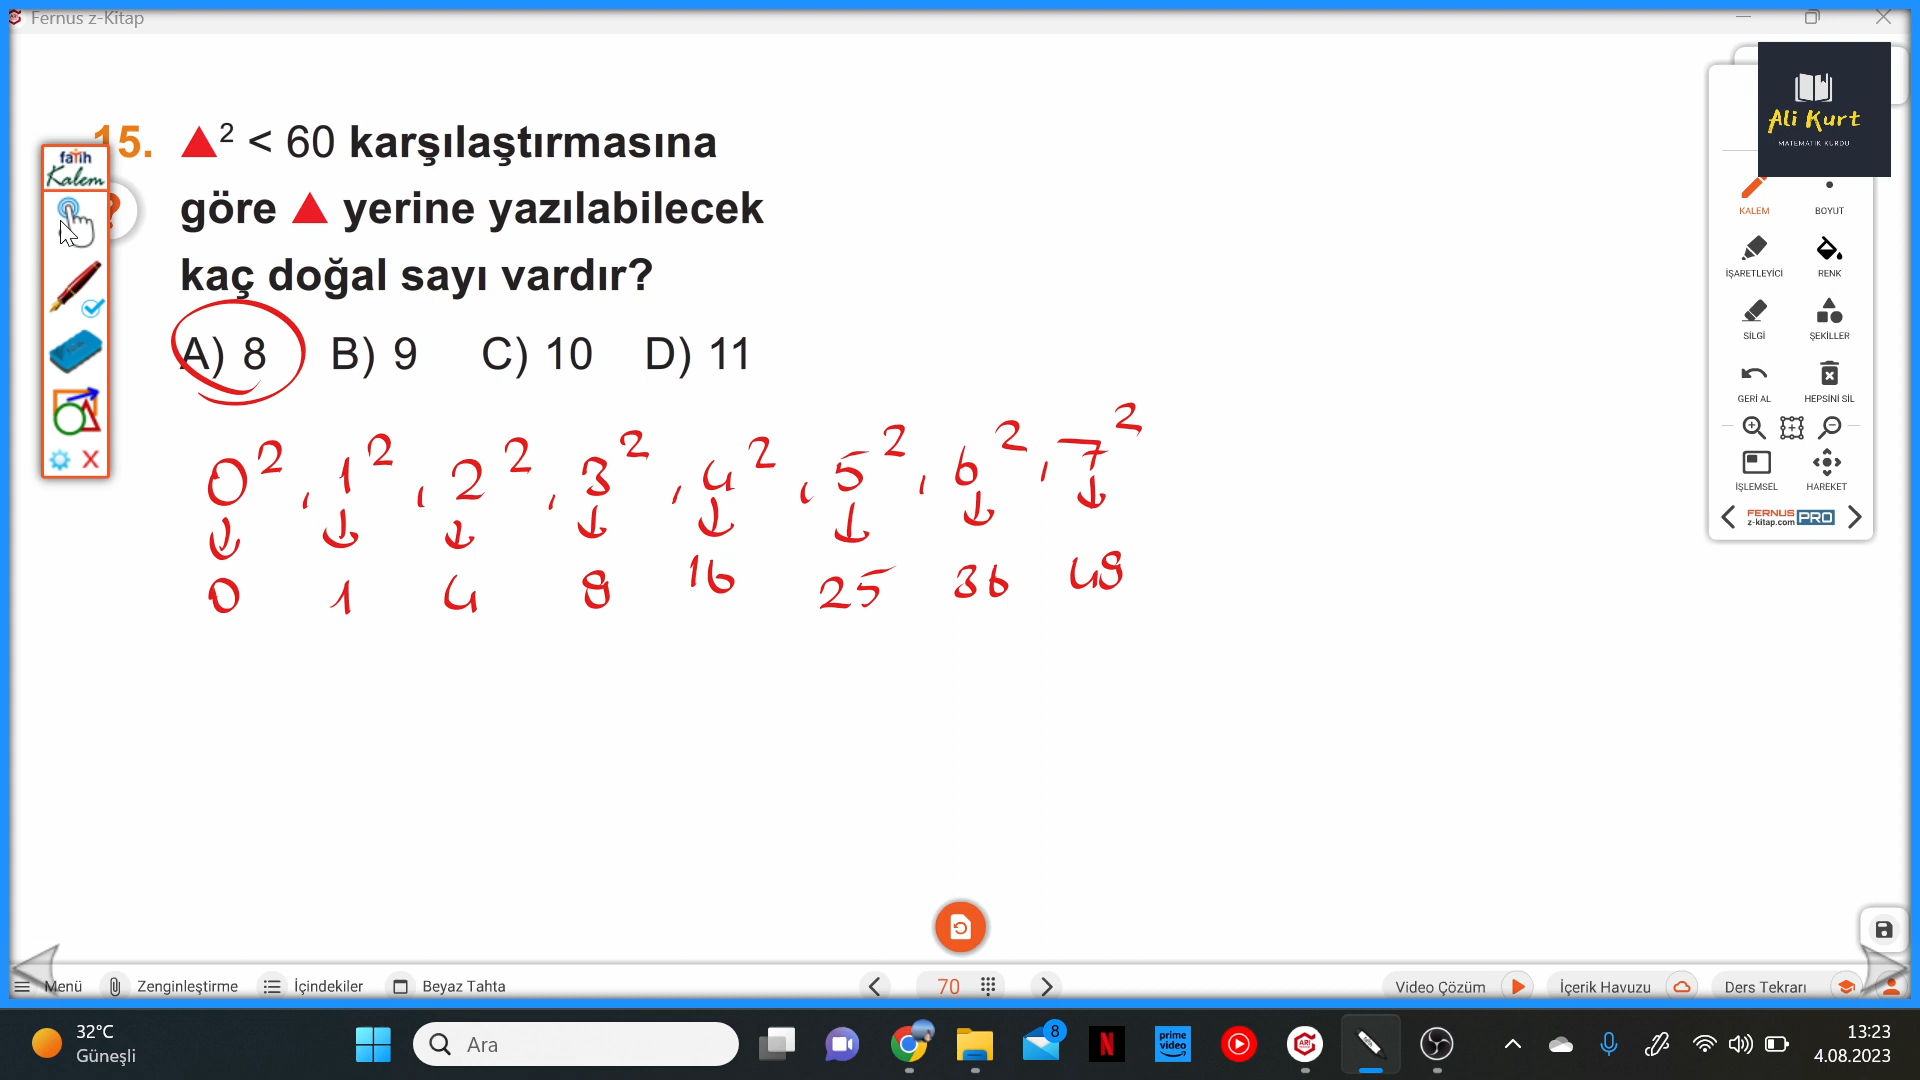 Fernus z-Kitap
Ali Kurt
MATEMATİK KURDU
fatih
Kalem
15. ▲² < 60 karşılaştırmasına
göre ▲ yerine yazılabilecek
kaç doğal sayı vardır?
A) 8 B) 9 C) 10 D) 11
0², 1², 2², 3², 4², 5², 6², 7²
0 1 4 9 16 25 36 49
KALEM BOYUT
İŞARETLEYİCİ RENK
SİLGİ ŞEKİLLER
GERİ AL HEPSİNİ SİL
İŞLEMSEL HAREKET
FERNUS PRO
z-kitap.com
Menü Zenginleştirme İçindekiler Beyaz Tahta 70 Video Çözüm İçerik Havuzu Ders Tekrarı
32°C
Güneşli
Ara
8
N
prime
video
ARI
13:23
4.08.2023